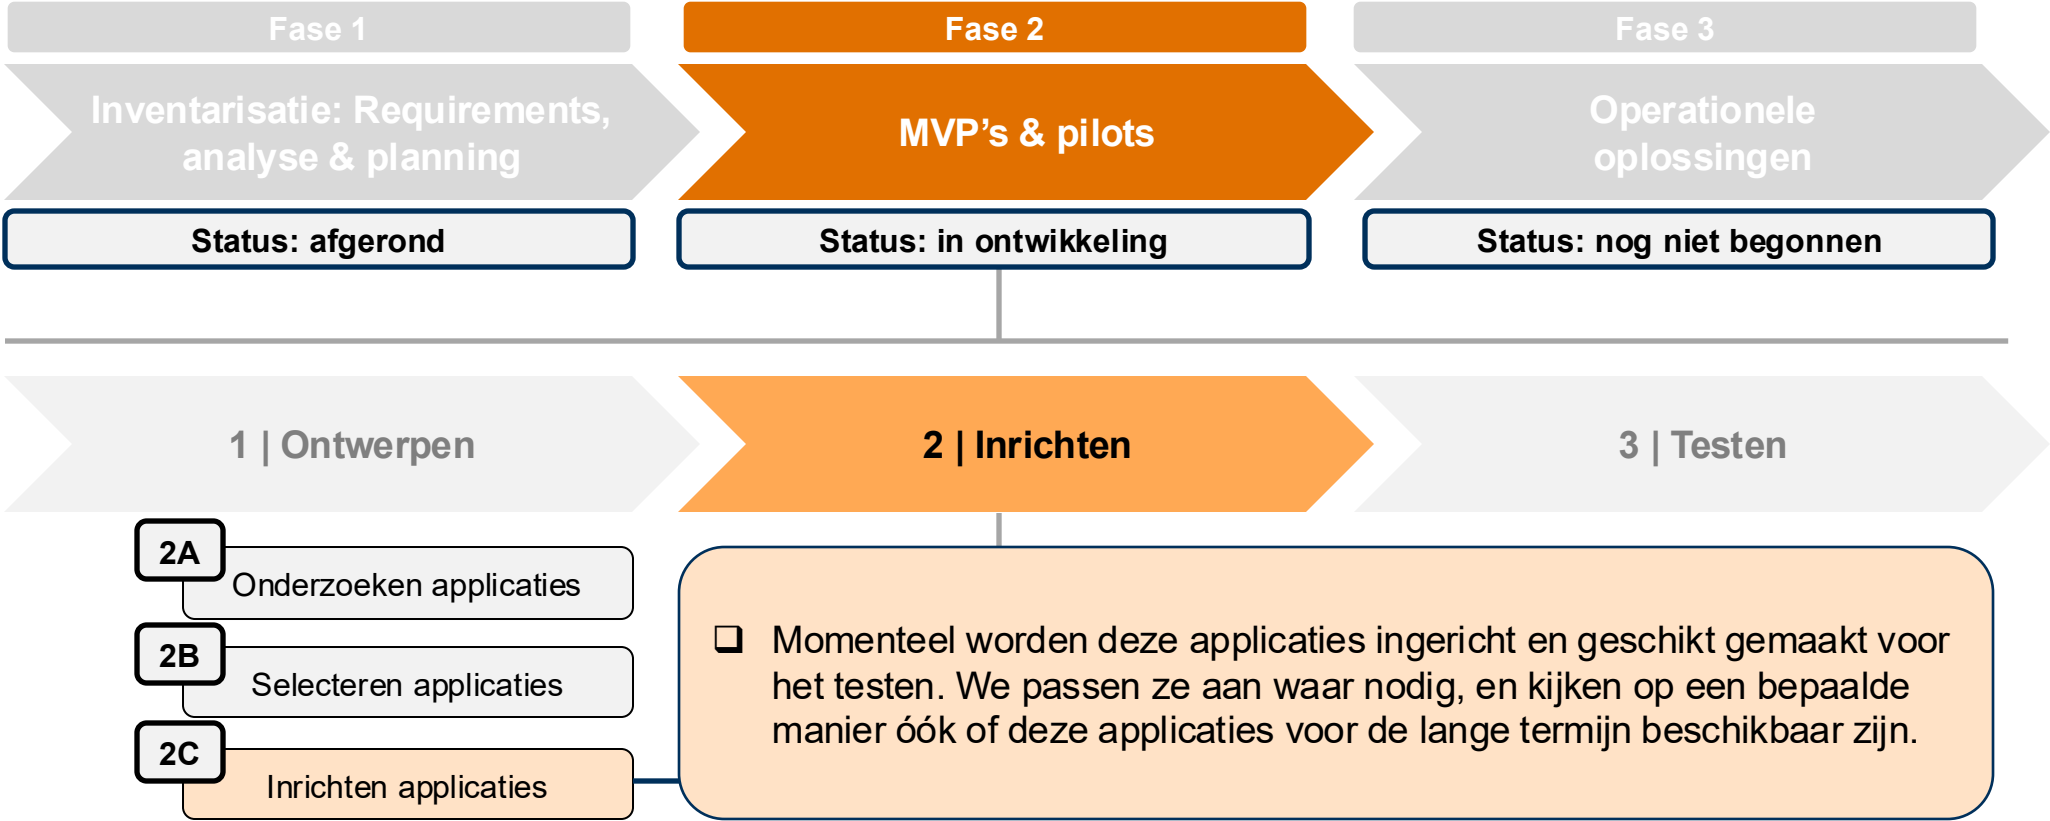 Fase 1
Fase 2
Fase 3
Inventarisatie: Requirements,
analyse & planning
MVP’s & pilots
Operationele
oplossingen
Status: afgerond
Status: in ontwikkeling
Status: nog niet begonnen
1 | Ontwerpen
2 | Inrichten
3 | Testen
2A
Onderzoeken applicaties
2B
Selecteren applicaties
2C
Inrichten applicaties
❑ Momenteel worden deze applicaties ingericht en geschikt gemaakt voor
het testen. We passen ze aan waar nodig, en kijken op een bepaalde
manier óók of deze applicaties voor de lange termijn beschikbaar zijn.